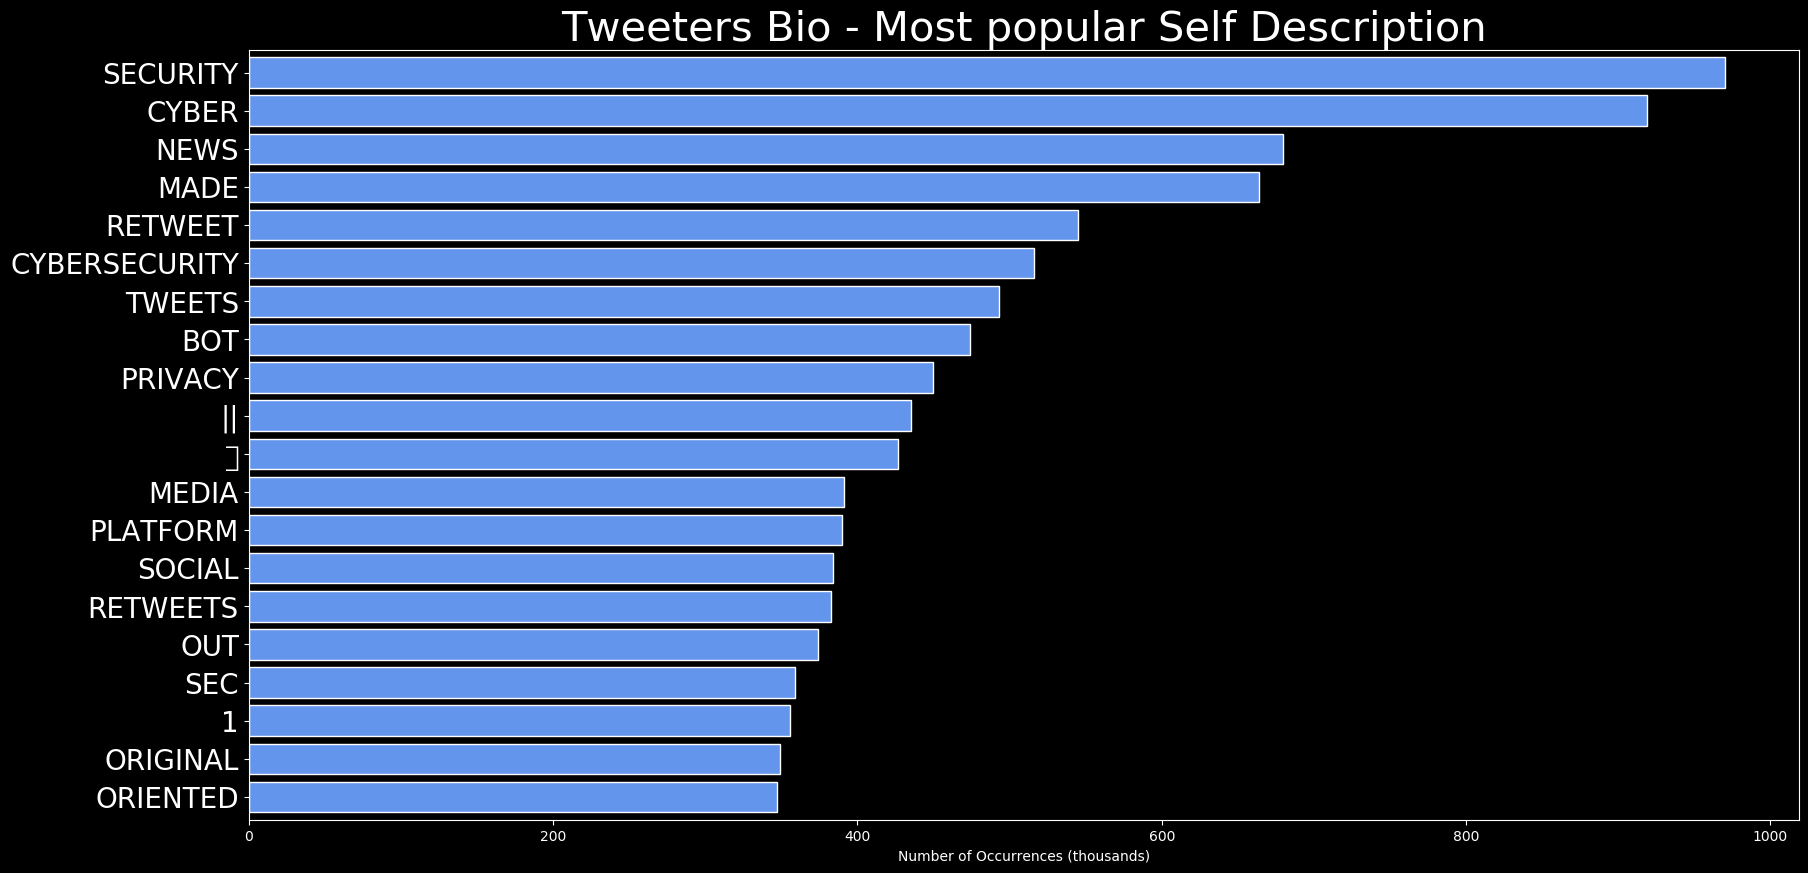 Tweeters Bio - Most popular Self Description
SECURITY
CYBER
NEWS
MADE
RETWEET
CYBERSECURITY
TWEETS
BOT
PRIVACY
||
MEDIA
PLATFORM
SOCIAL
RETWEETS
OUT
SEC
1
ORIGINAL
ORIENTED
0 200 400 600 800 1000
Number of Occurrences (thousands)